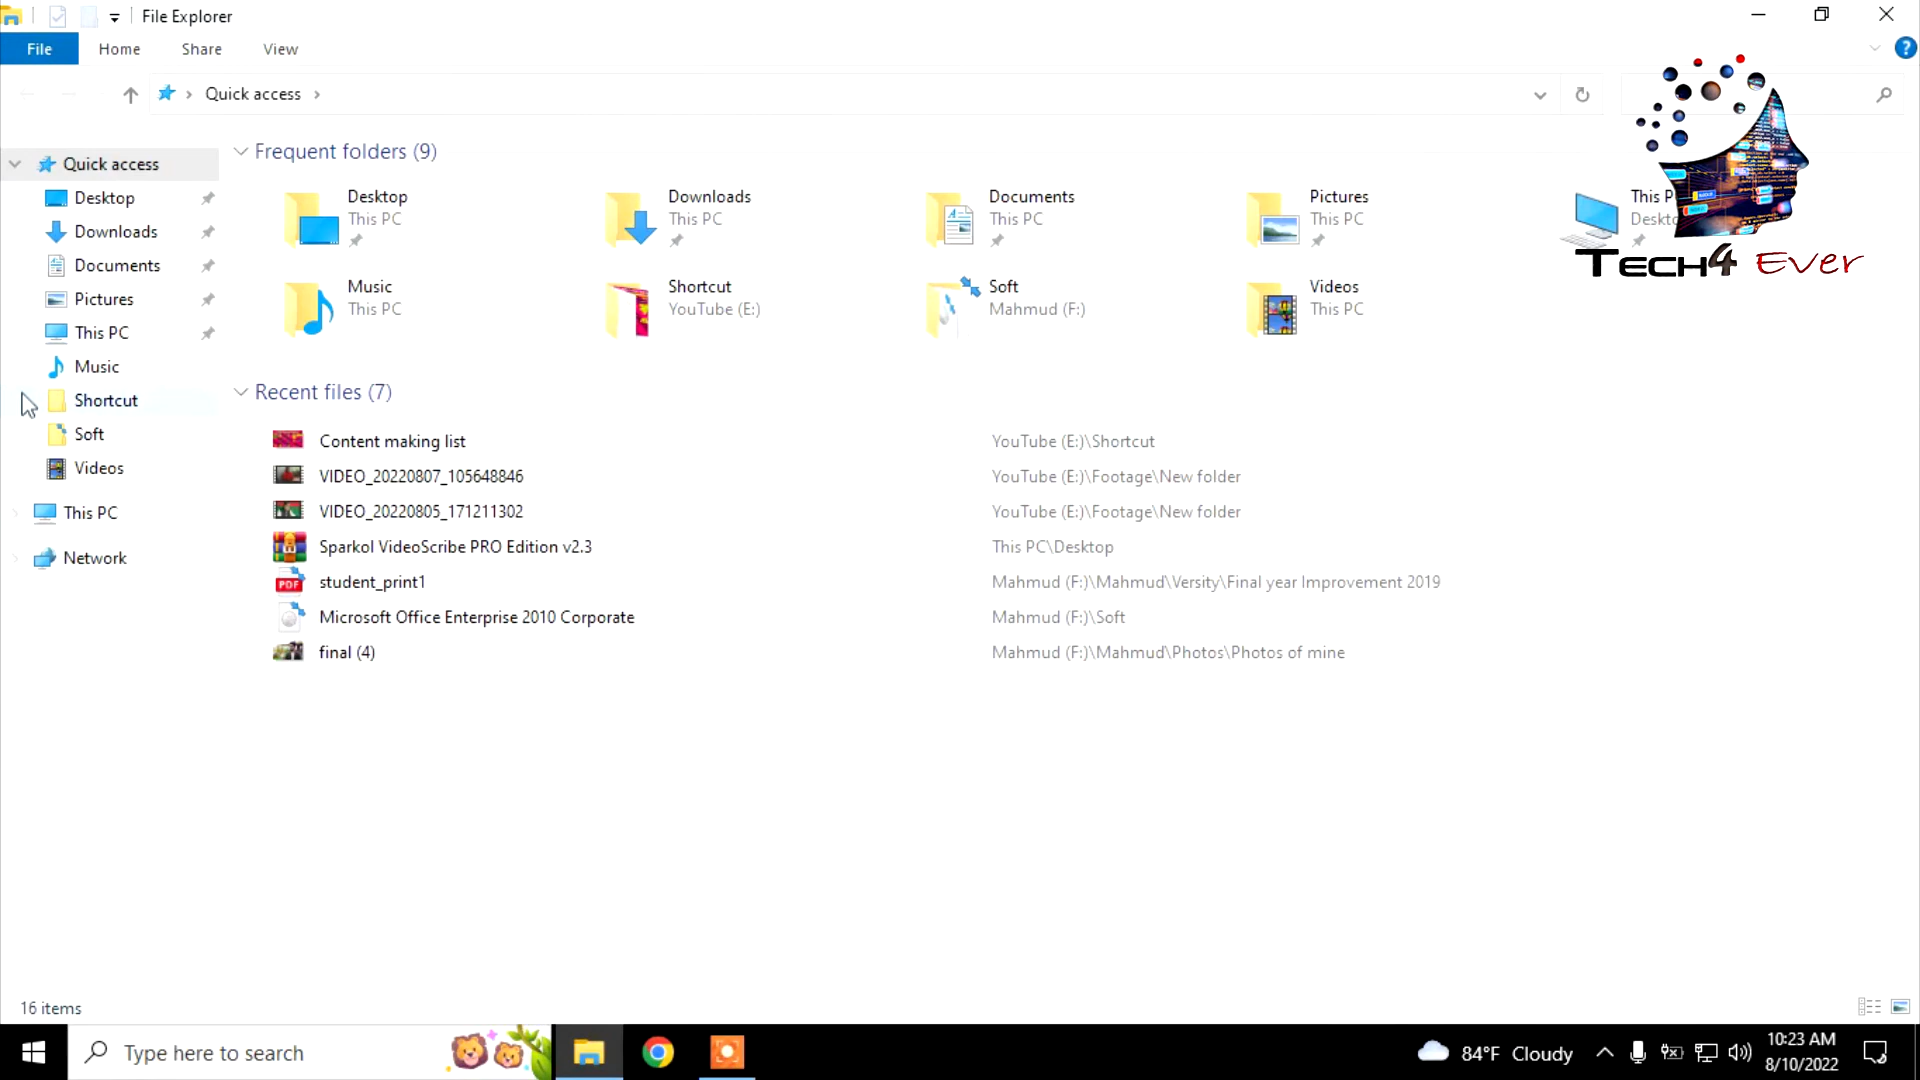 File Explorer
File Home Share View
Quick access
Quick access
Desktop
Downloads
Documents
Pictures
This PC
Music
Shortcut
Soft
Videos
This PC
Network
Frequent folders (9)
Desktop
This PC
Downloads
This PC
Documents
This PC
Pictures
This PC
This P
Deskto
Music
This PC
Shortcut
YouTube (E:)
Soft
Mahmud (F:)
Videos
This PC
Tech4 Ever
Recent files (7)
Content making list YouTube (E:)\Shortcut
VIDEO_20220807_105648846 YouTube (E:)\Footage\New folder
VIDEO_20220805_171211302 YouTube (E:)\Footage\New folder
Sparkol VideoScribe PRO Edition v2.3 This PC\Desktop
PDF student_print1 Mahmud (F:)\Mahmud\Versity\Final year Improvement 2019
Microsoft Office Enterprise 2010 Corporate Mahmud (F:)\Soft
final (4) Mahmud (F:)\Mahmud\Photos\Photos of mine
16 items
Type here to search
84°F Cloudy
10:23 AM
8/10/2022